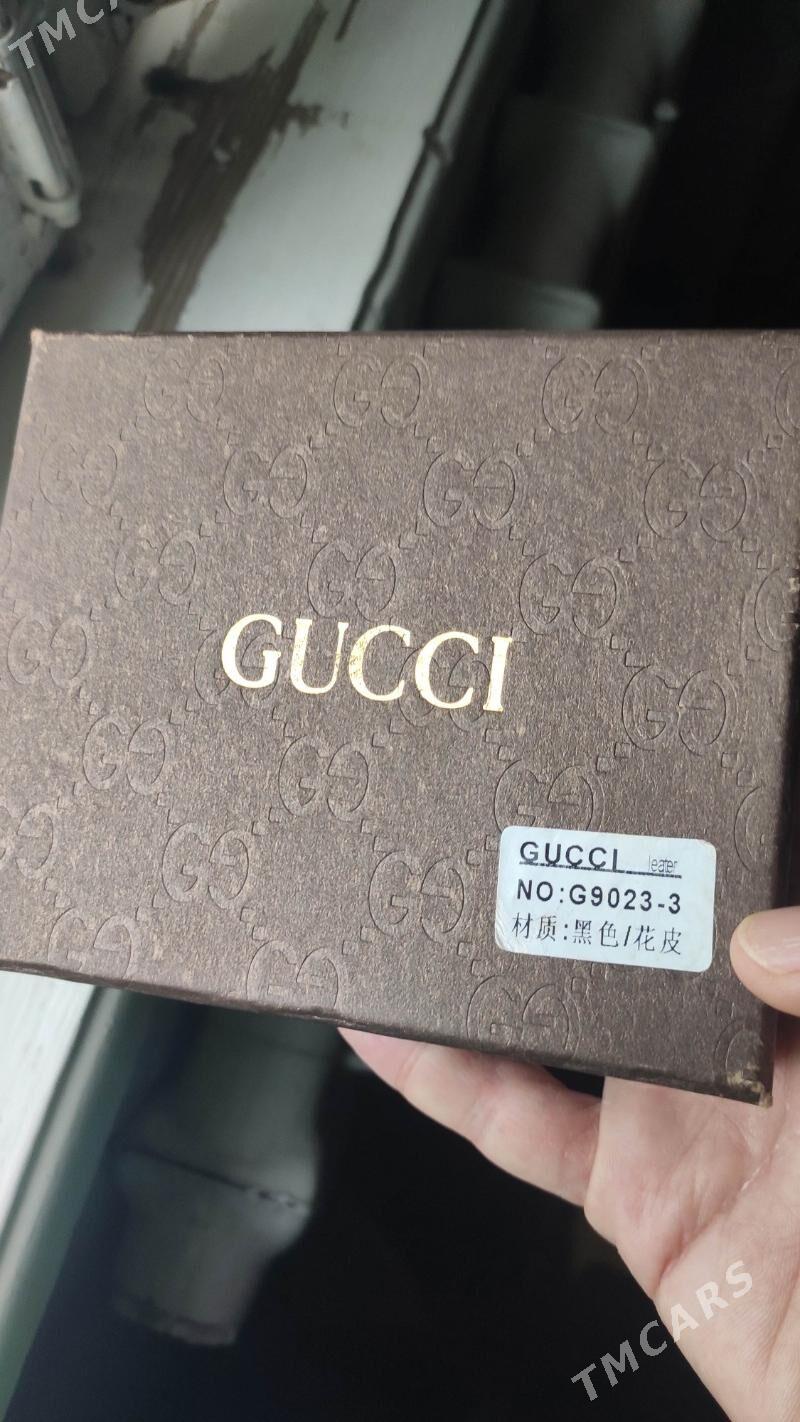 TMCARS
GUCCI
GUCCI leater
NO:G9023-3
材质:黑色/花皮
TMCARS